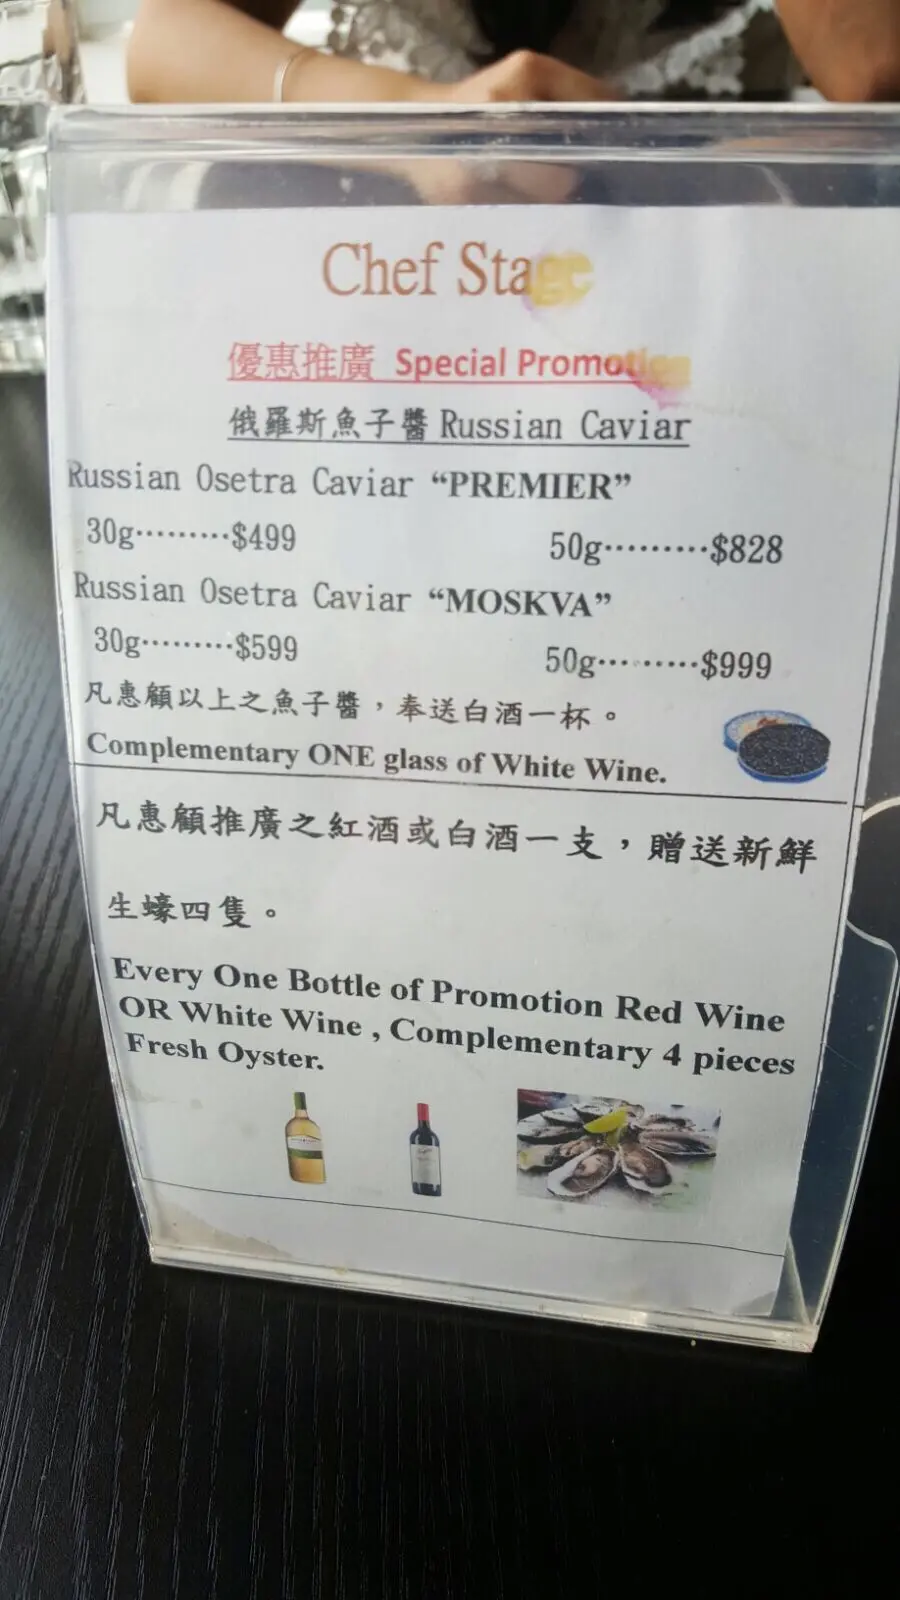 Chef Stage
優惠推廣 Special Promotion
俄羅斯魚子醬 Russian Caviar
Russian Osetra Caviar “PREMIER”
30g………$499 50g………$828
Russian Osetra Caviar “MOSKVA”
30g………$599 50g………$999
凡惠顧以上之魚子醬，奉送白酒一杯。
Complementary ONE glass of White Wine.
凡惠顧推廣之紅酒或白酒一支，贈送新鮮
生蠔四隻。
Every One Bottle of Promotion Red Wine
OR White Wine , Complementary 4 pieces
Fresh Oyster.